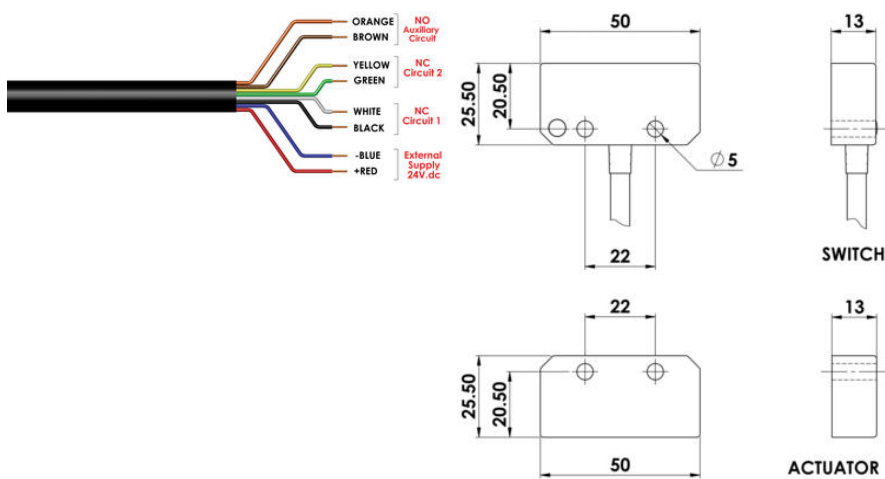 ORANGE
BROWN
NO
Auxiliary
Circuit
YELLOW
GREEN
NC
Circuit 2
WHITE
BLACK
NC
Circuit 1
-BLUE
+RED
External
Supply
24V.dc
50
25.50
20.50
Ø 5
22
13
SWITCH
22
25.50
20.50
50
13
ACTUATOR